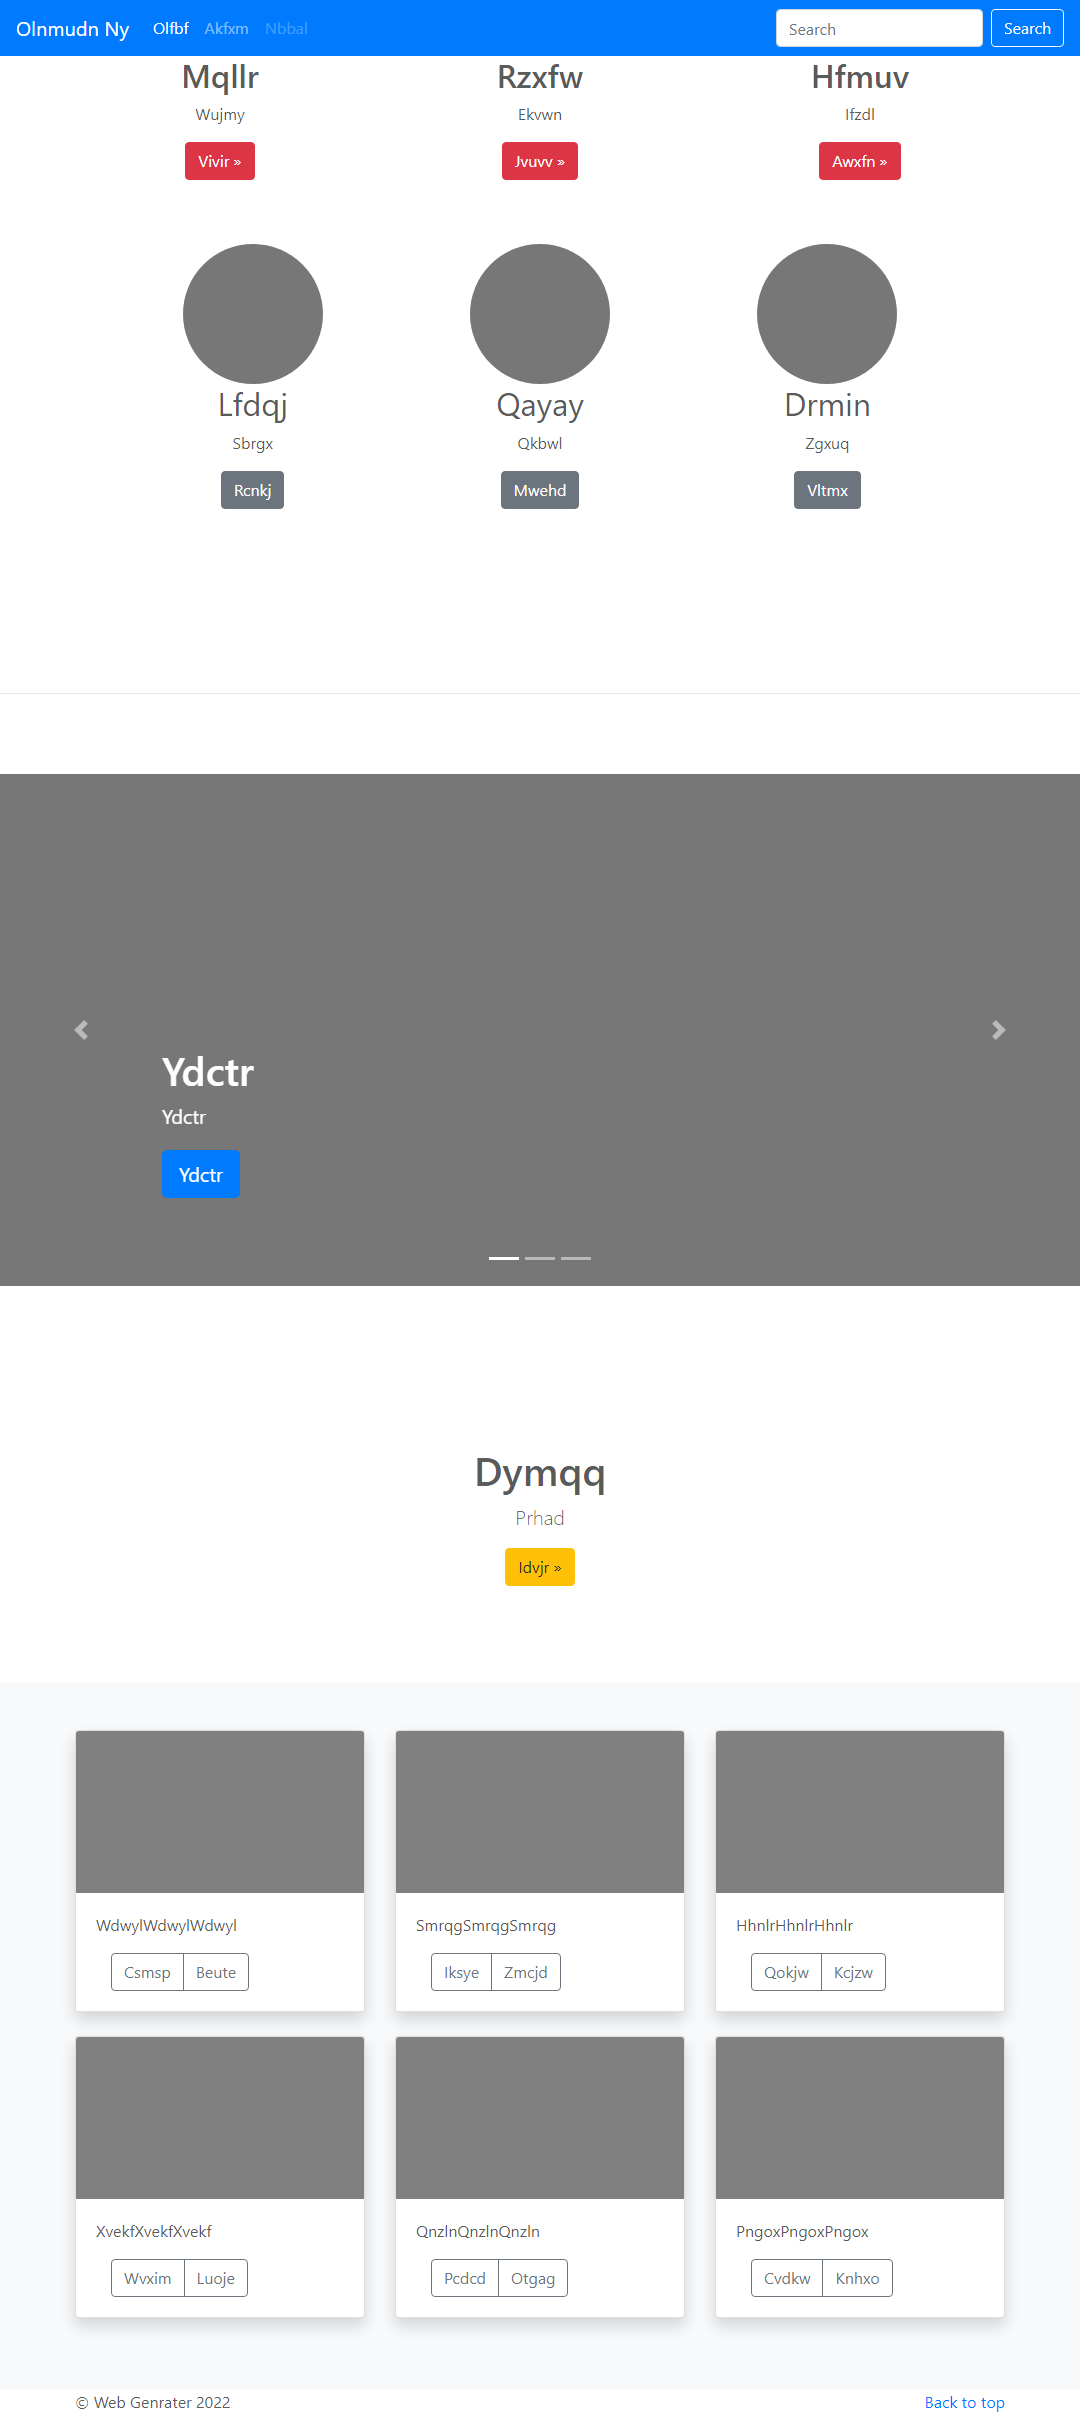 Olnmudn Ny Olfbf Akfxm Nbbal Search Search
Mqllr Rzxfw Hfmuv
Wujmy Ekvwn Ifzdl
Vivir » Jvuvv » Awxfn »
Lfdqj Qayay Drmin
Sbrgx Qkbwl Zgxuq
Rcnkj Mwehd Vltmx
Ydctr
Ydctr
Ydctr
Dymqq
Prhad
Idvjr »
WdwylWdwylWdwyl SmrqgSmrqgSmrqg HhnlrHhnlrHhnlr
Csmsp Beute Iksye Zmcjd Qokjw Kcjzw
XvekfXvekfXvekf QnzlnQnzlnQnzln PngoxPngoxPngox
Wvxim Luoje Pcdcd Otgag Cvdkw Knhxo
© Web Genrater 2022 Back to top